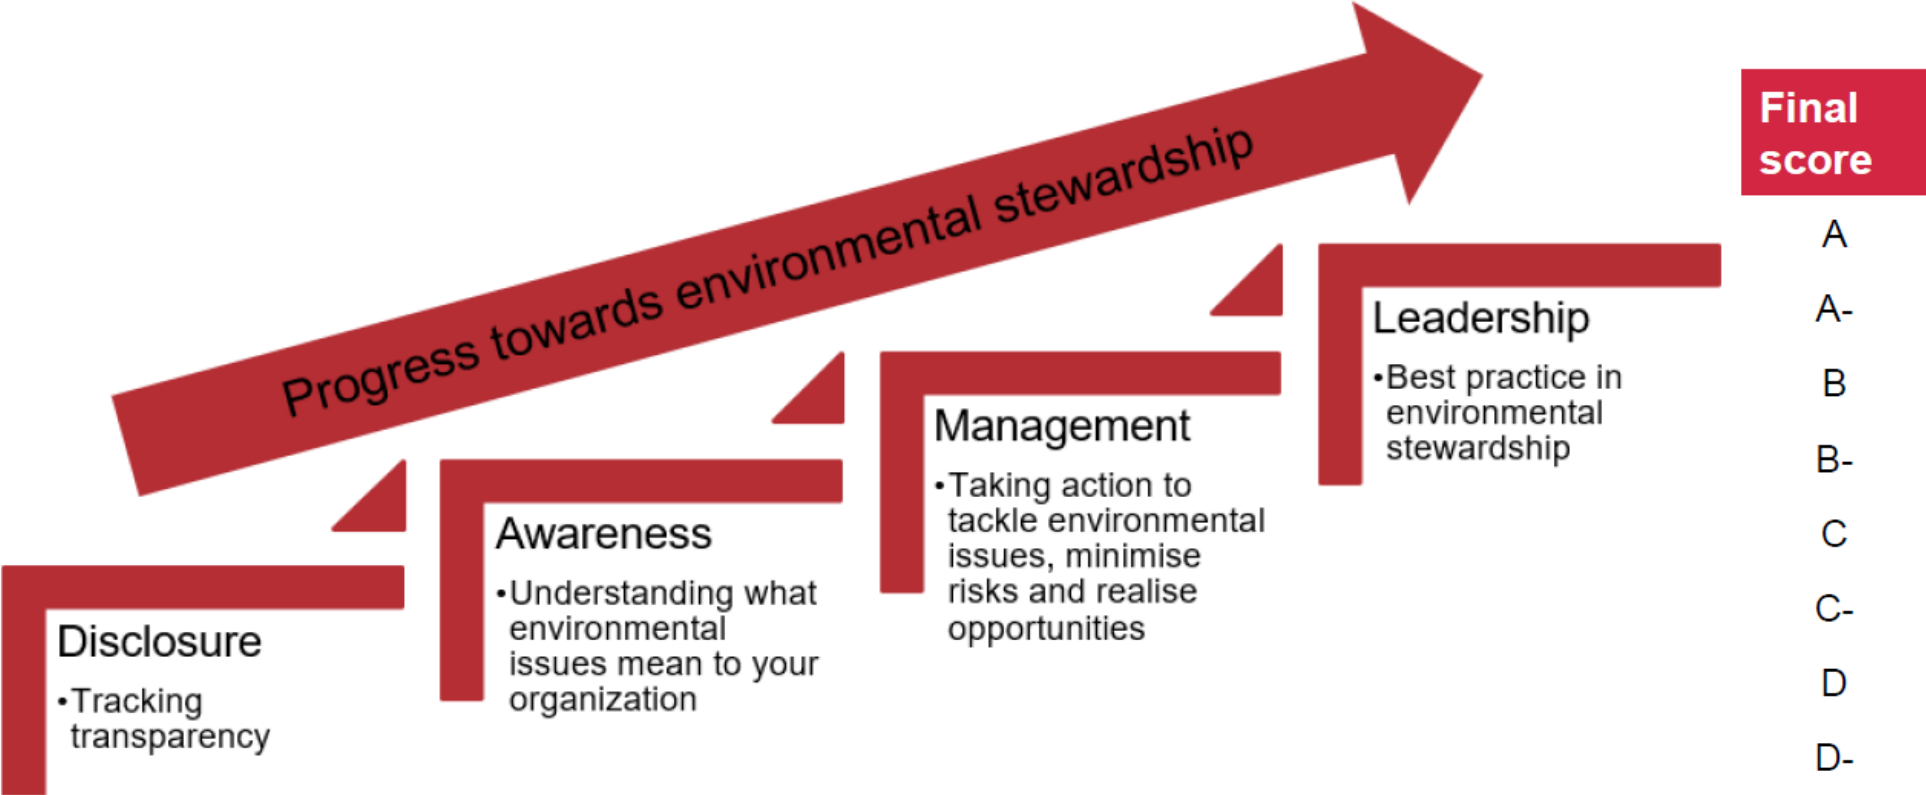 Progress towards environmental stewardship
Disclosure
•Tracking
transparency
Awareness
•Understanding what
environmental
issues mean to your
organization
Management
•Taking action to
tackle environmental
issues, minimise
risks and realise
opportunities
Leadership
•Best practice in
environmental
stewardship
Final
score
A
A-
B
B-
C
C-
D
D-